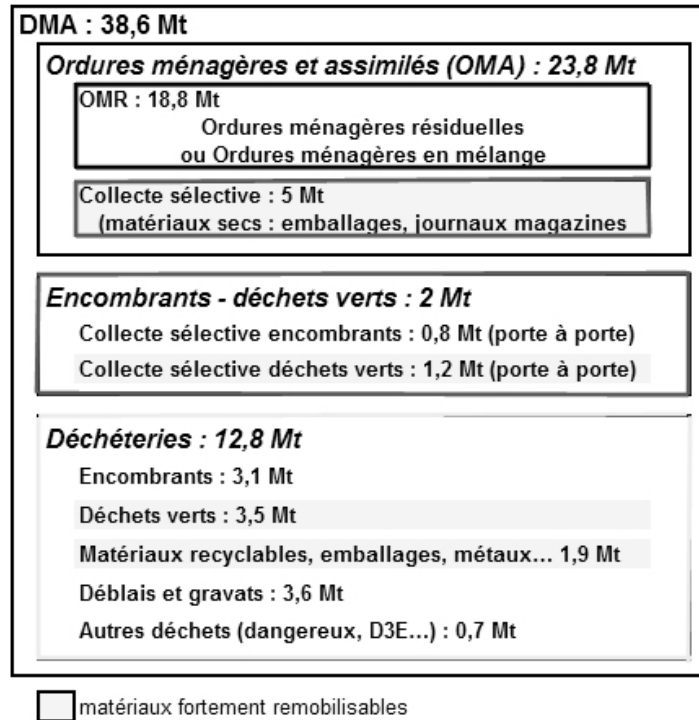 DMA : 38,6 Mt
Ordures ménagères et assimilés (OMA) : 23,8 Mt
OMR : 18,8 Mt
Ordures ménagères résiduelles
ou Ordures ménagères en mélange
Collecte sélective : 5 Mt
(matériaux secs : emballages, journaux magazines
Encombrants - déchets verts : 2 Mt
Collecte sélective encombrants : 0,8 Mt (porte à porte)
Collecte sélective déchets verts : 1,2 Mt (porte à porte)
Déchéteries : 12,8 Mt
Encombrants : 3,1 Mt
Déchets verts : 3,5 Mt
Matériaux recyclables, emballages, métaux... 1,9 Mt
Déblais et gravats : 3,6 Mt
Autres déchets (dangereux, D3E...) : 0,7 Mt
matériaux fortement remobilisables